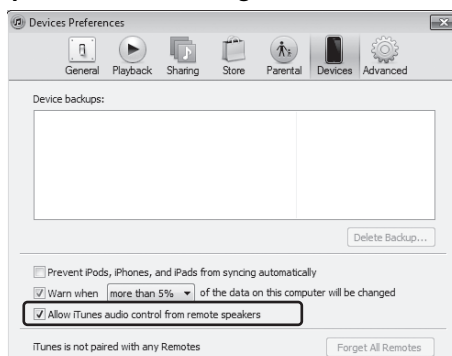 Devices Preferences
General Playback Sharing Store Parental Devices Advanced
Device backups:
Delete Backup...
Prevent iPods, iPhones, and iPads from syncing automatically
Warn when more than 5% of the data on this computer will be changed
Allow iTunes audio control from remote speakers
iTunes is not paired with any Remotes
Forget All Remotes